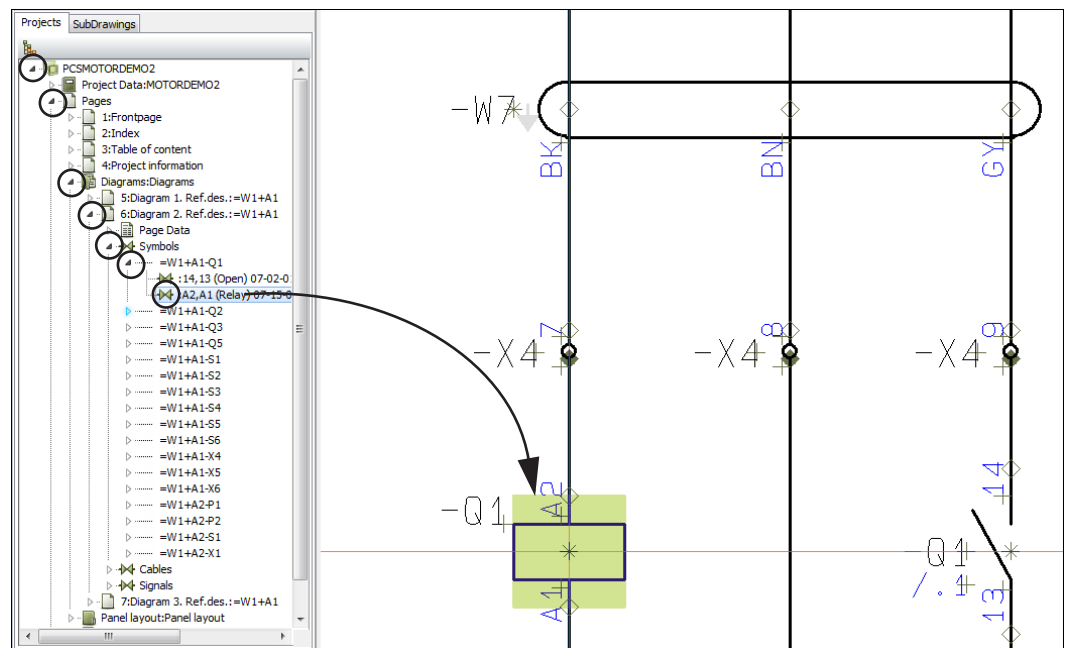 Projects SubDrawings
PCSMOTORDEMO2
Project Data:MOTORDEMO2
Pages
1:Frontpage
2:Index
3:Table of content
4:Project information
Diagrams:Diagrams
5:Diagram 1. Ref.des.:=W1+A1
6:Diagram 2. Ref.des.:=W1+A1
Page Data
Symbols
=W1+A1-Q1
:14,13 (Open) 07-02-0
:A2,A1 (Relay) 07-15-0
=W1+A1-Q2
=W1+A1-Q3
=W1+A1-Q5
=W1+A1-S1
=W1+A1-S2
=W1+A1-S3
=W1+A1-S4
=W1+A1-S5
=W1+A1-S6
=W1+A1-X4
=W1+A1-X5
=W1+A1-X6
=W1+A2-P1
=W1+A2-P2
=W1+A2-S1
=W1+A2-X1
Cables
Signals
7:Diagram 3. Ref.des.:=W1+A1
Panel layout:Panel layout
-W7
BK BN GY
7 8 9
-X4 -X4 -X4
A2 14
-Q1 -Q1
/.1
A1 13